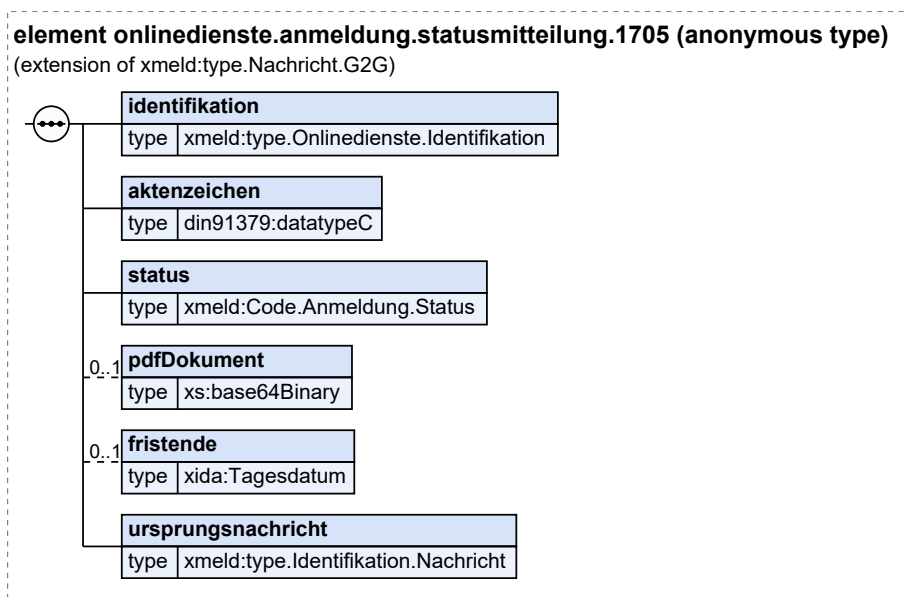 element onlinedienste.anmeldung.statusmitteilung.1705 (anonymous type)
(extension of xmeld:type.Nachricht.G2G)
identifikation
type xmeld:type.Onlinedienste.Identifikation
aktenzeichen
type din91379:datatypeC
status
type xmeld:Code.Anmeldung.Status
0..1 pdfDokument
type xs:base64Binary
0..1 fristende
type xida:Tagesdatum
ursprungsnachricht
type xmeld:type.Identifikation.Nachricht